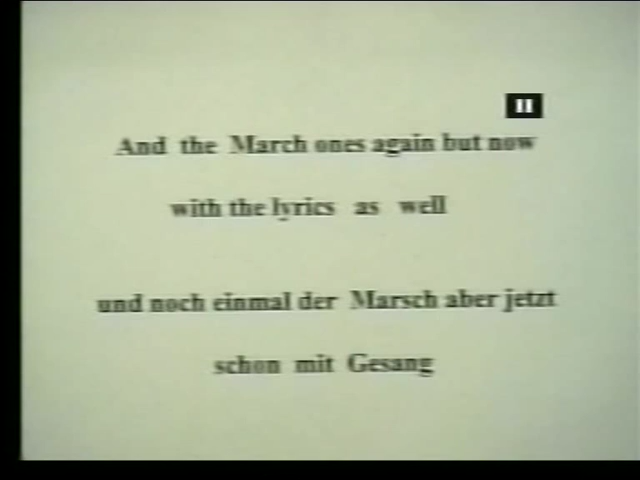 And the March ones again but now
with the lyrics as well
und noch einmal der Marsch aber jetzt
schon mit Gesang